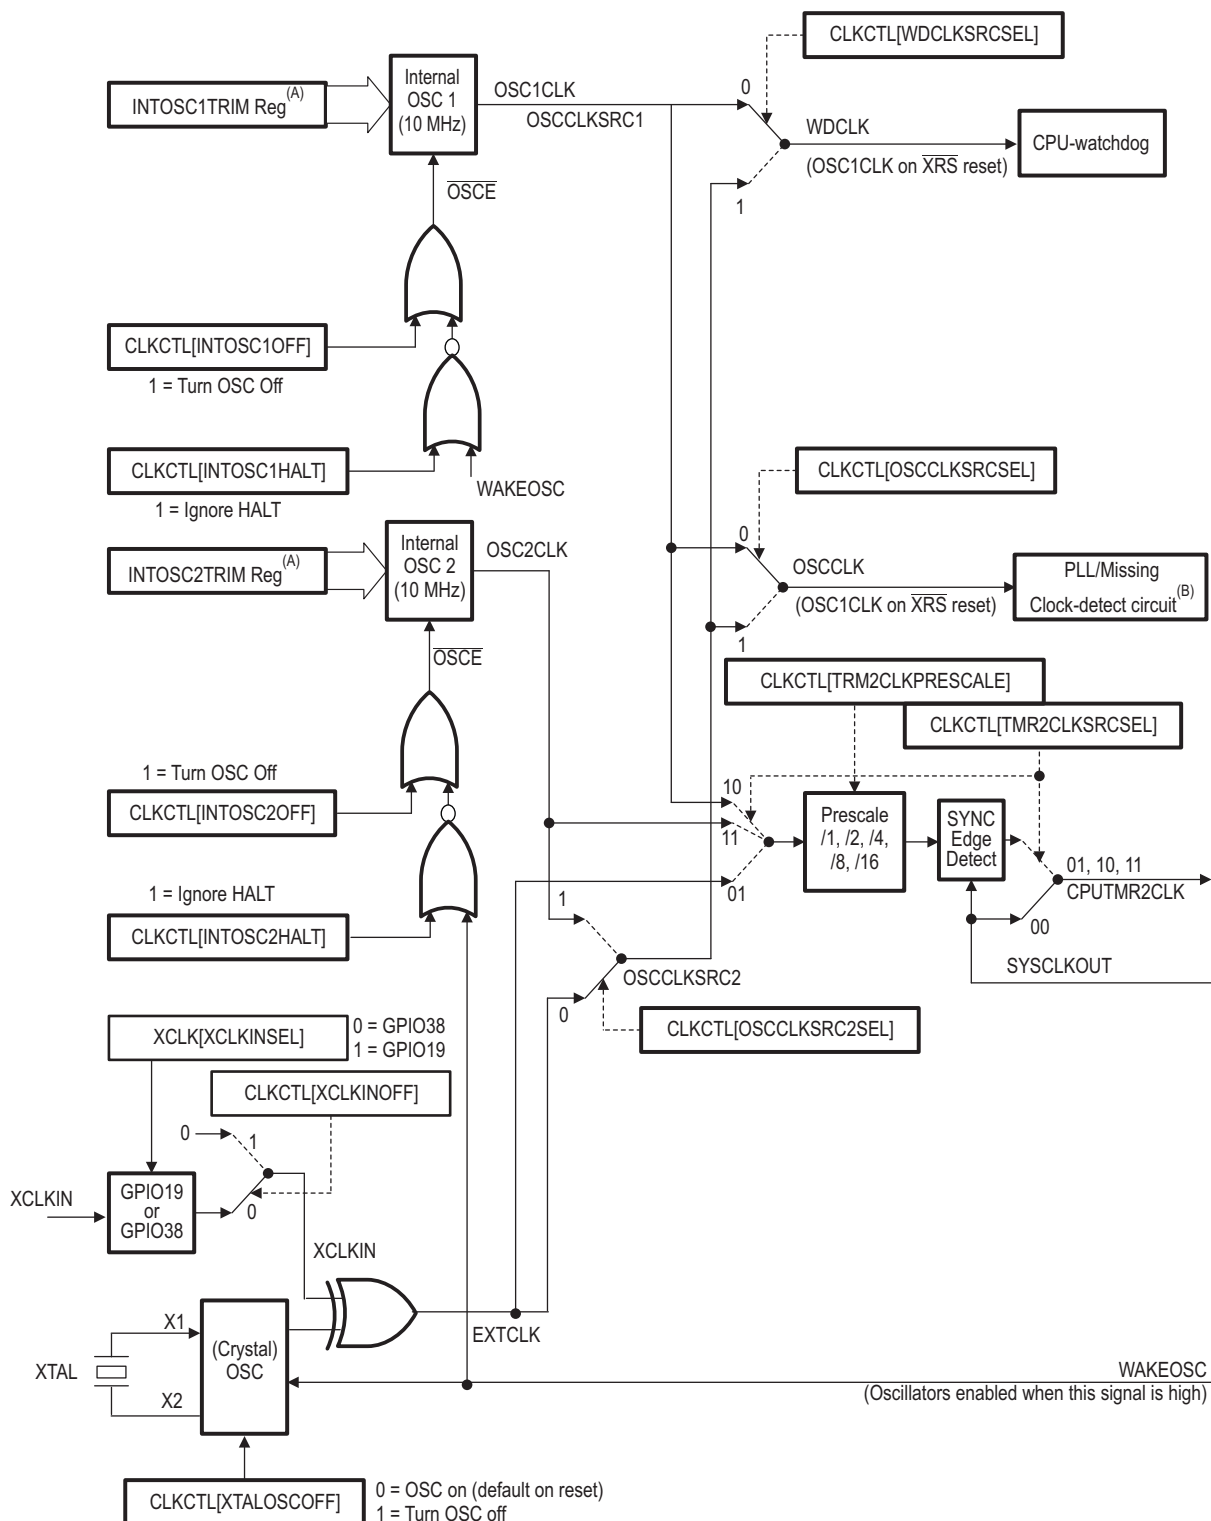 CLKCTL[WDCLKSRCSEL]
Internal
OSC 1
(10 MHz)
INTOSC1TRIM Reg(A)
OSC1CLK
OSCCLKSRC1
0
WDCLK
(OSC1CLK on XRS reset)
CPU-watchdog
1
OSCE
CLKCTL[INTOSC1OFF]
1 = Turn OSC Off
CLKCTL[INTOSC1HALT]
1 = Ignore HALT
WAKEOSC
CLKCTL[OSCCLKSRCSEL]
Internal
OSC 2
(10 MHz)
INTOSC2TRIM Reg(A)
OSC2CLK
0
OSCCLK
(OSC1CLK on XRS reset)
PLL/Missing
Clock-detect circuit(B)
1
OSCE
CLKCTL[TRM2CLKPRESCALE]
CLKCTL[TMR2CLKSRCSEL]
1 = Turn OSC Off
CLKCTL[INTOSC2OFF]
10
11
01
Prescale
/1, /2, /4,
/8, /16
SYNC
Edge
Detect
01, 10, 11
CPUTMR2CLK
00
SYSCLKOUT
1 = Ignore HALT
CLKCTL[INTOSC2HALT]
1
OSCCLKSRC2
0
CLKCTL[OSCCLKSRC2SEL]
XCLK[XCLKINSEL]
0 = GPIO38
1 = GPIO19
CLKCTL[XCLKINOFF]
0
1
0
XCLKIN
GPIO19
or
GPIO38
XCLKIN
EXTCLK
XTAL
X1
X2
(Crystal)
OSC
WAKEOSC
(Oscillators enabled when this signal is high)
CLKCTL[XTALOSCOFF]
0 = OSC on (default on reset)
1 = Turn OSC off